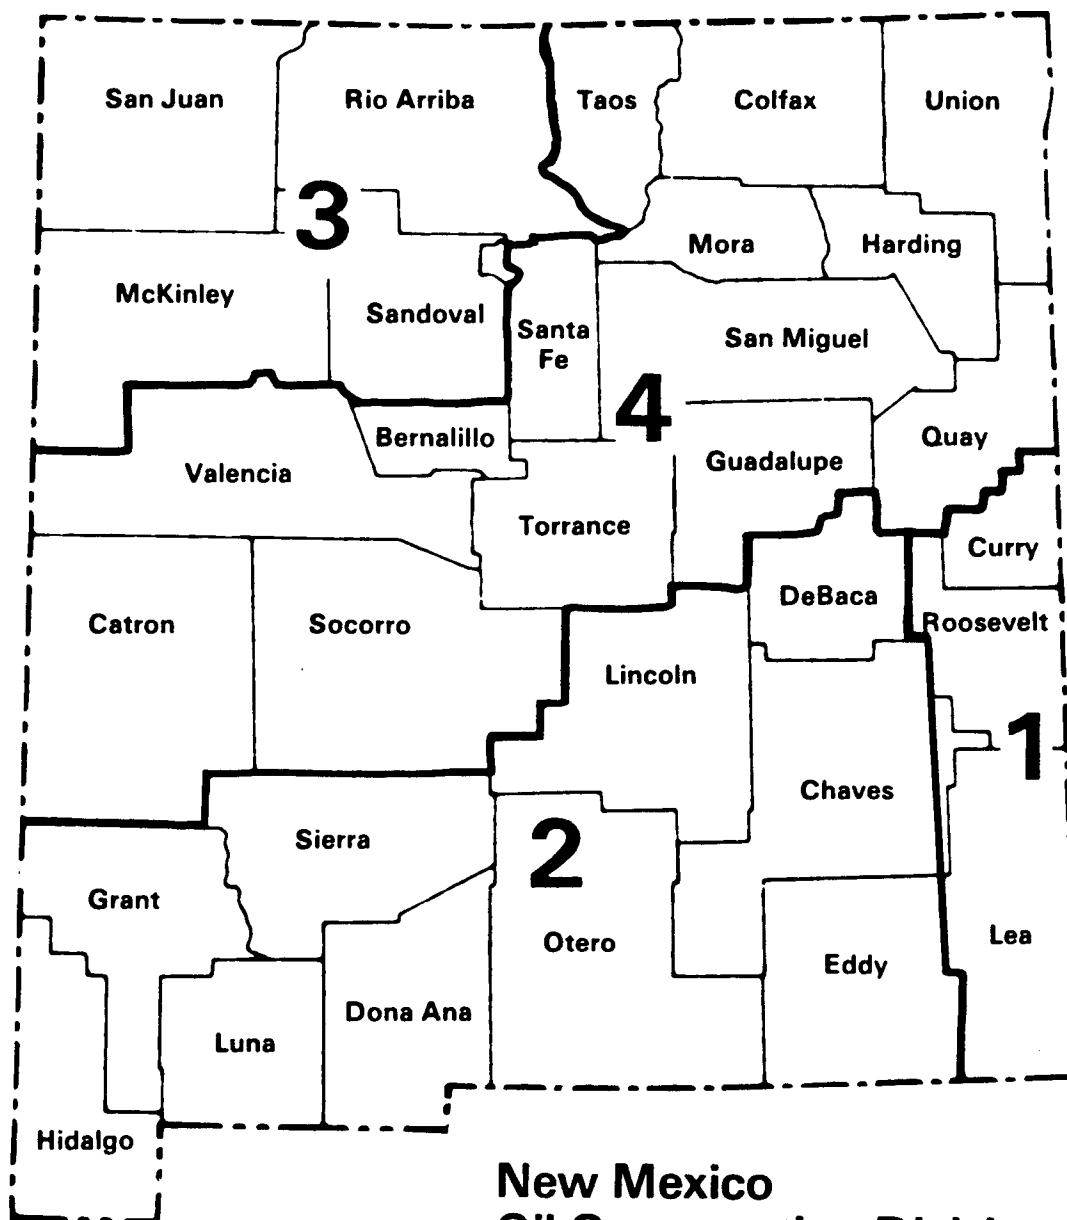 San Juan
Rio Arriba
Taos
Colfax
Union
3
Mora
Harding
McKinley
Sandoval
Santa
Fe
San Miguel
4
Bernalillo
Quay
Valencia
Guadalupe
Torrance
Curry
DeBaca
Catron
Socorro
Roosevelt
Lincoln
1
Chaves
Sierra
2
Grant
Otero
Lea
Eddy
Dona Ana
Luna
Hidalgo
New Mexico